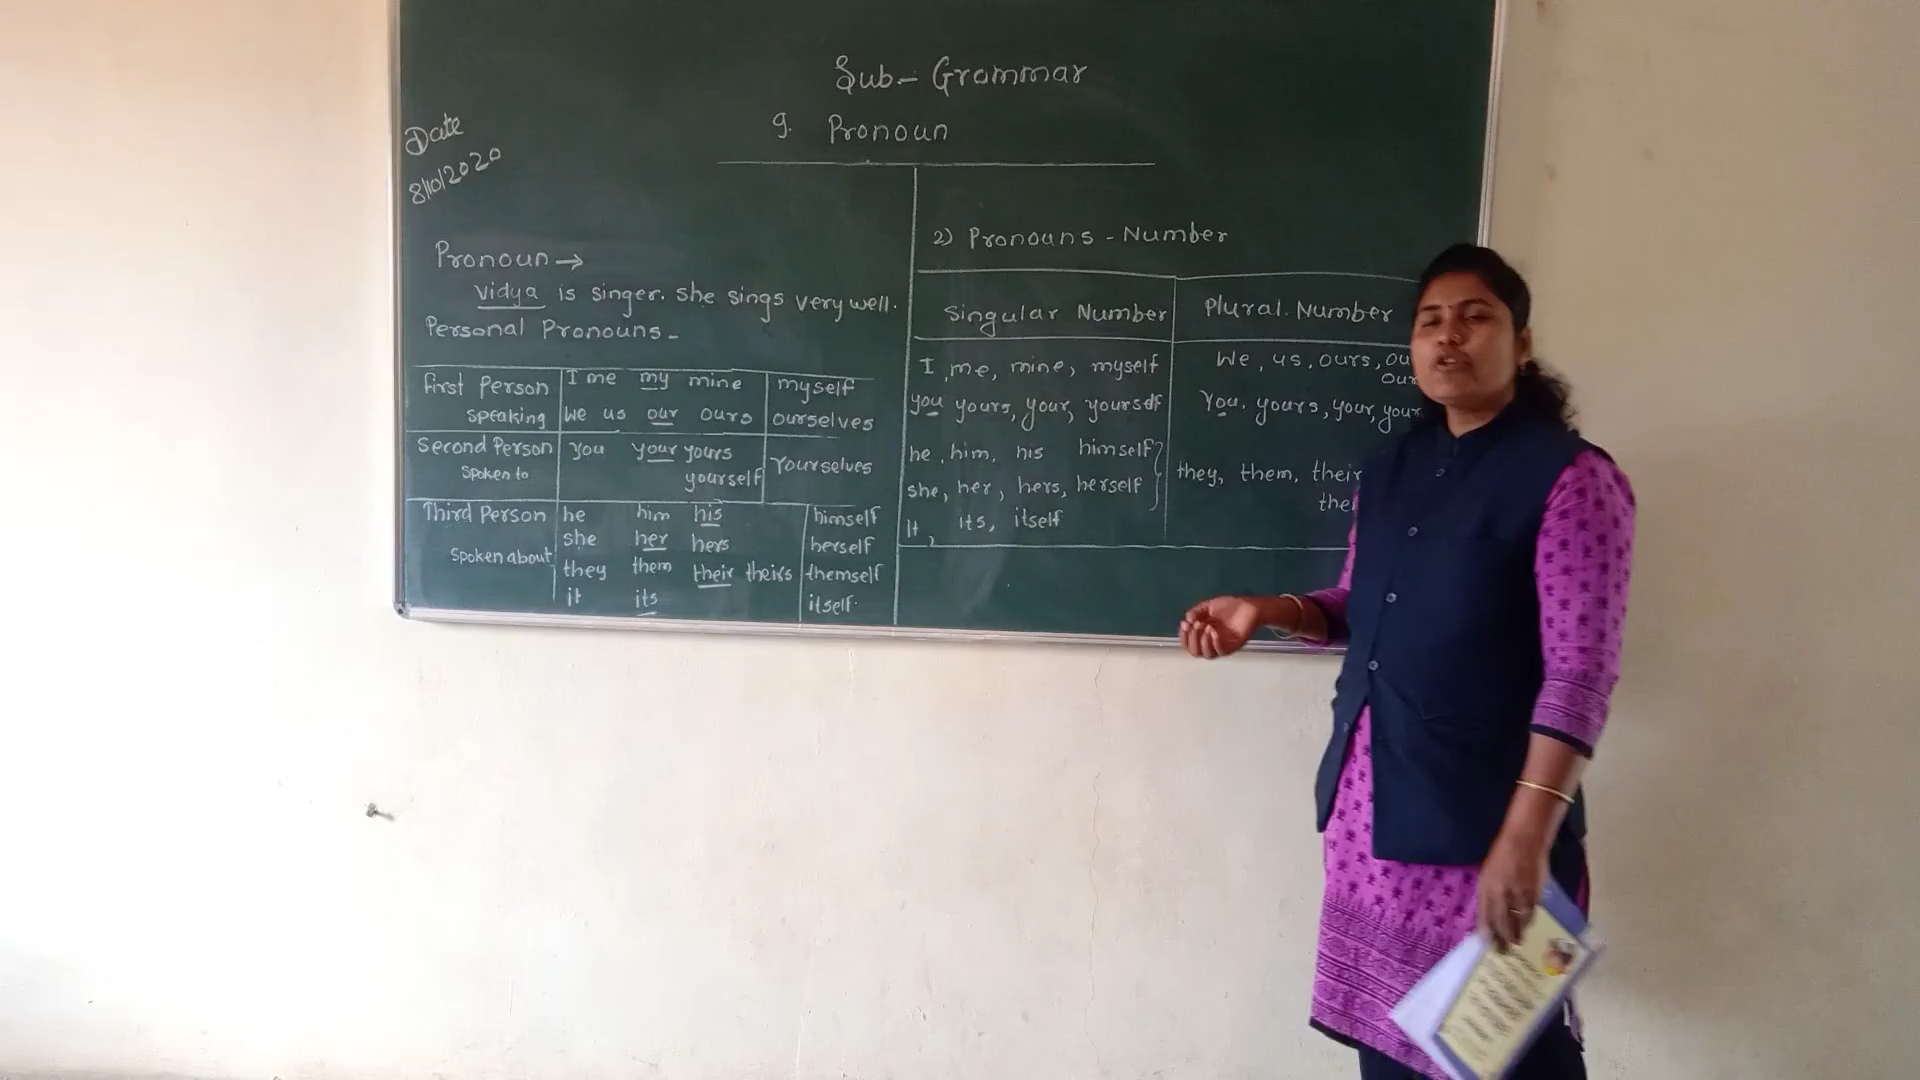 Sub- Grammar
9. Pronoun
Date
8/10/2020
Pronoun →
Vidya is singer. She sings very well.
Personal Pronouns -
First Person I me my mine myself
speaking We us our ours ourselves
Second Person you your yours
spoken to yourself Yourselves
Third Person he him his himself
she her hers herself
spoken about they them their theirs themself
it its itself.
2) Pronouns - Number
Singular Number Plural. Number
I, me, mine, myself We, us, ours,
you yours, your, yourself You. yours, your,
he, him, his himself
she, her, hers, herself they, them, their
It, its, itself